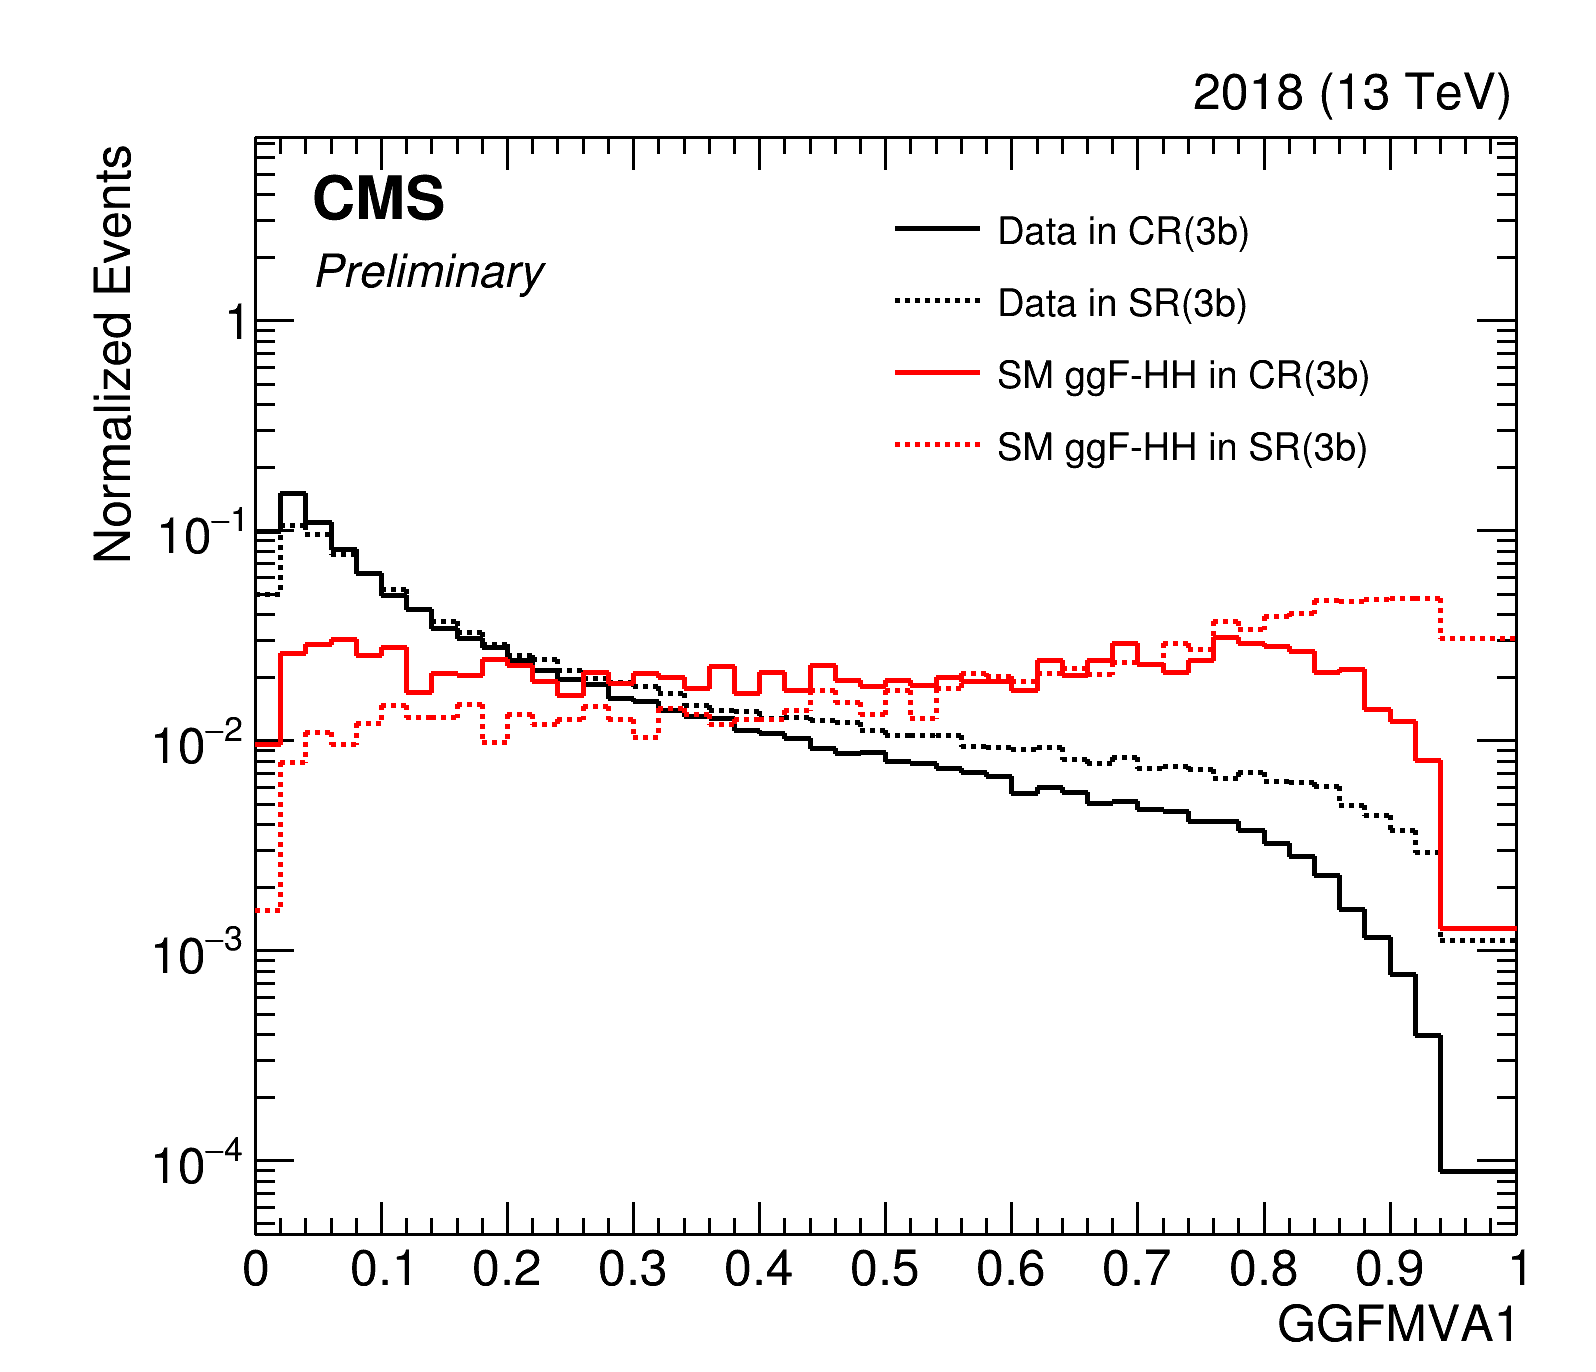 2018 (13 TeV)
CMS
Preliminary
Normalized Events
Data in CR(3b)
Data in SR(3b)
SM ggF-HH in CR(3b)
SM ggF-HH in SR(3b)
1
10⁻¹
10⁻²
10⁻³
10⁻⁴
0 0.1 0.2 0.3 0.4 0.5 0.6 0.7 0.8 0.9 1
GGFMVA1